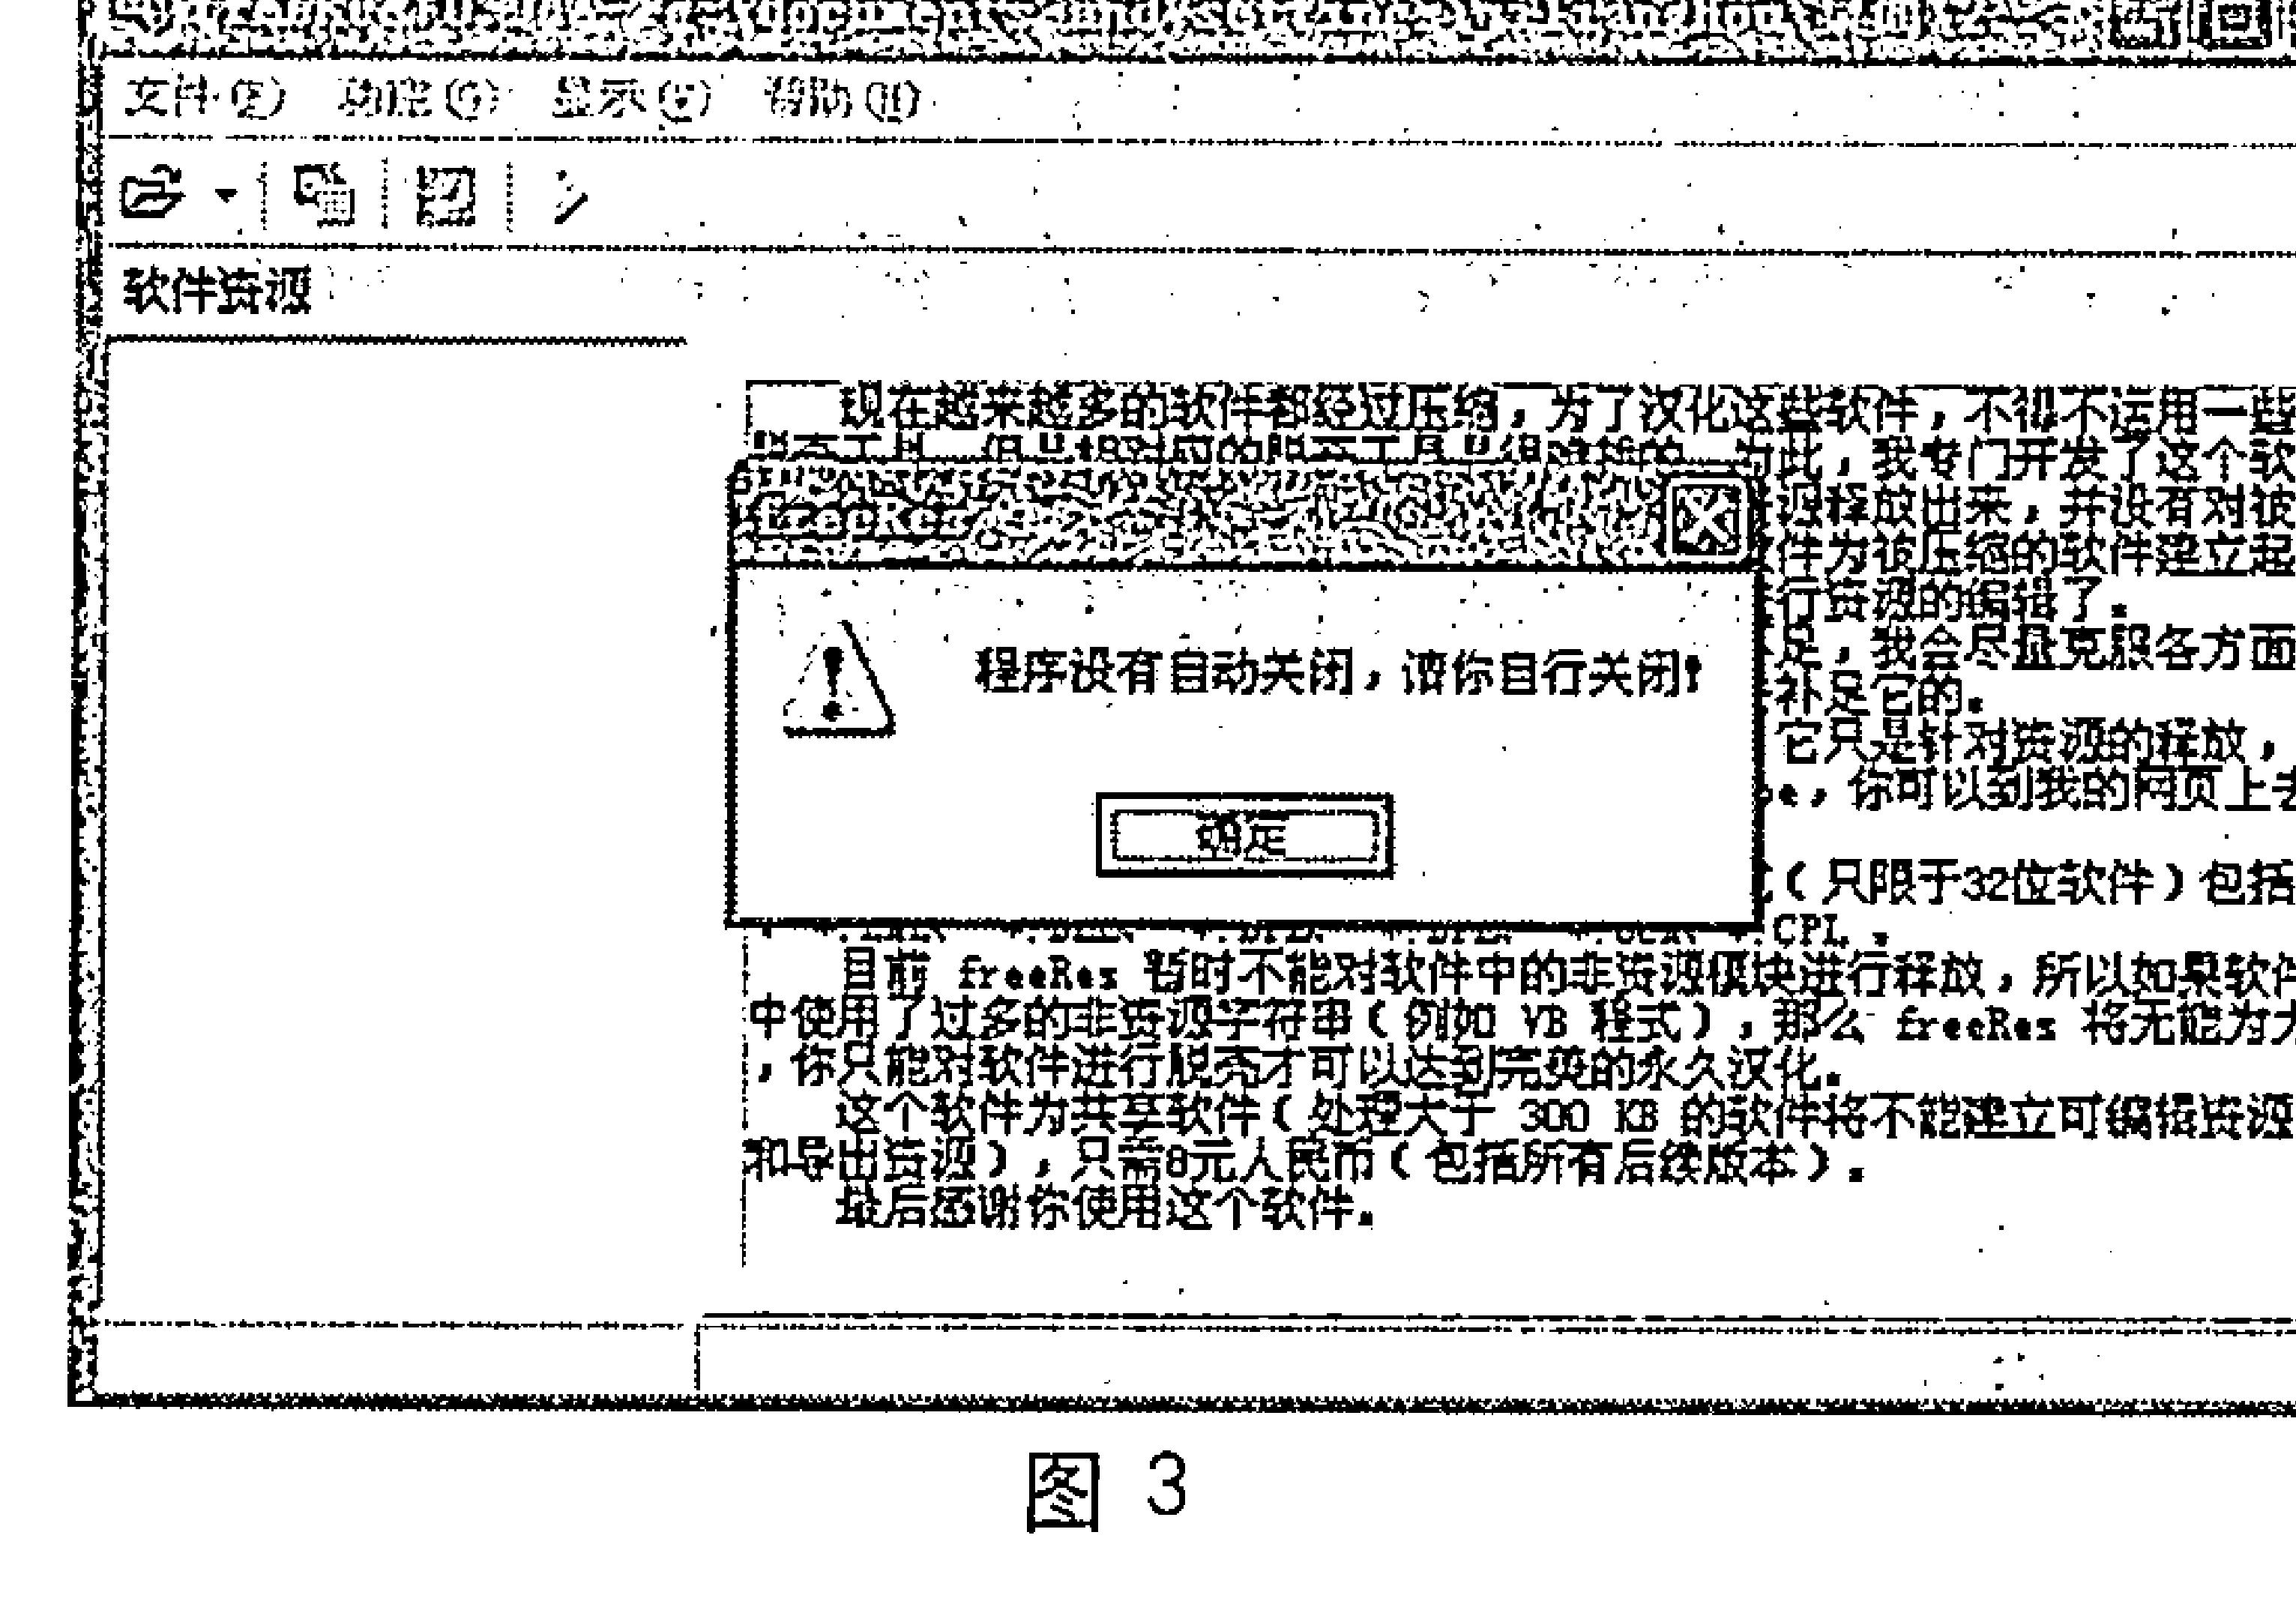 文件(F) 功能(G) 显示(V) 帮助(H)
软件资源
现在越来越多的软件都经过压缩，为了汉化这些软件，不得不运用一些
此，我专门开发了这个软
源释放出来，并没有对被
件为被压缩的软件建立起
行资源的编辑了。
足，我会尽量克服各方面
补足它的。
它只是针对资源的释放，
，你可以到我的网页上去
freeRes
程序没有自动关闭，请你自行关闭！
确定
（只限于32位软件）包括
.CPL。
目前 freeRes 暂时不能对软件中的非资源模块进行释放，所以如果软件
中使用了过多的非资源字符串（例如 VB 程式），那么 freeRes 将无能为力
，你只能对软件进行脱壳才可以达到完美的永久汉化。
这个软件为共享软件（处理大于 300 KB 的软件将不能建立可编辑资源
和导出资源），只需8元人民币（包括所有后续版本）。
最后感谢你使用这个软件。
图 3